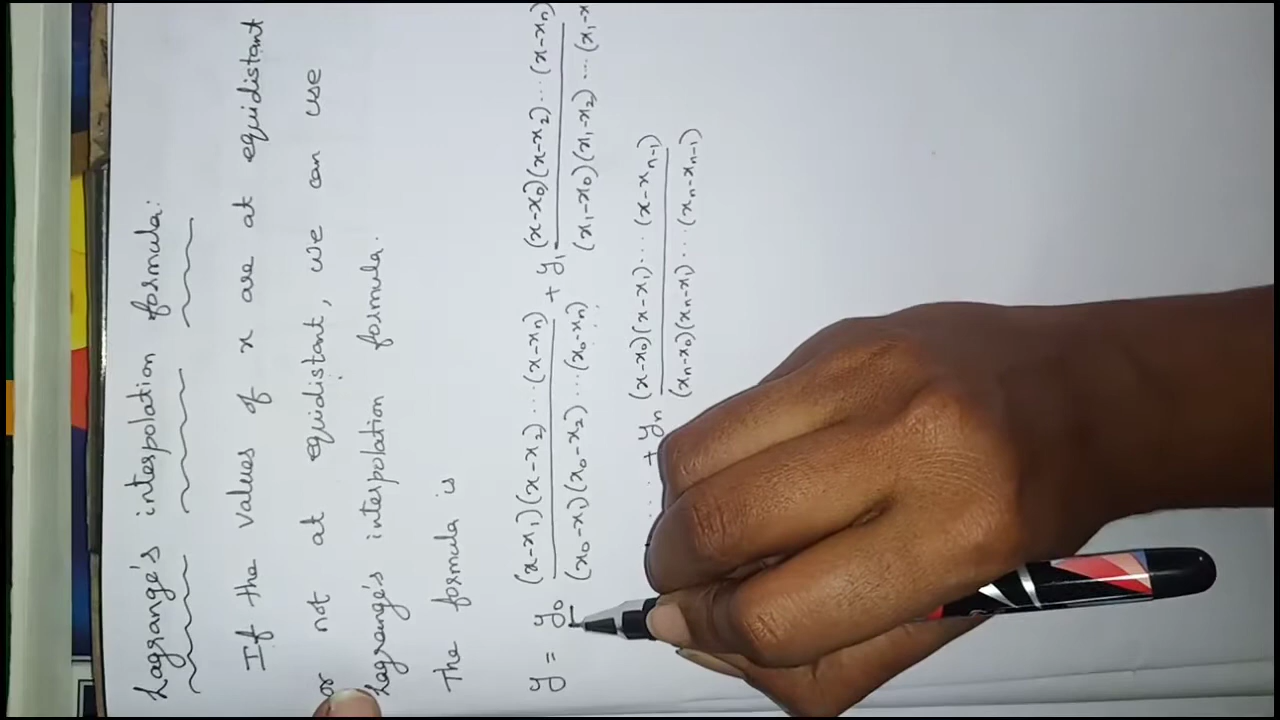 Lagrange's interpolation formula:
If the values of x are at equidistant
or not at equidistant, we can use
Lagrange's interpolation formula.
The formula is
y = y₀ (x-x₁)(x-x₂)...(x-xₙ) / (x₀-x₁)(x₀-x₂)...(x₀-xₙ) + y₁ (x-x₀)(x-x₂)...(x-xₙ) / (x₁-x₀)(x₁-x₂)...(x₁-x
... + yₙ (x-x₀)(x-x₁)...(x-xₙ₋₁) / (xₙ-x₀)(xₙ-x₁)...(xₙ-xₙ₋₁)